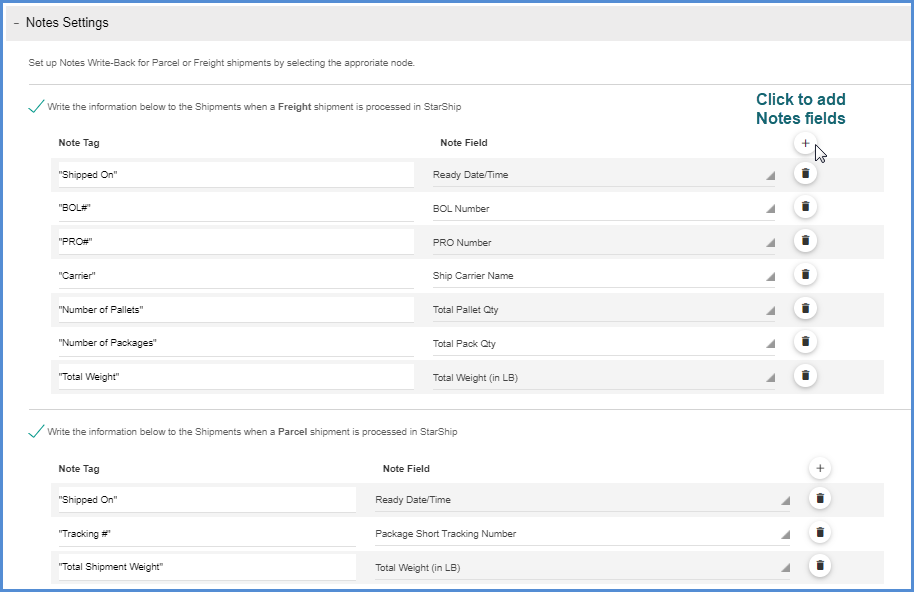 - Notes Settings
Set up Notes Write-Back for Parcel or Freight shipments by selecting the approriate node.
Write the information below to the Shipments when a Freight shipment is processed in StarShip
Click to add
Notes fields
Note Tag Note Field +
"Shipped On" Ready Date/Time
"BOL#" BOL Number
"PRO#" PRO Number
"Carrier" Ship Carrier Name
"Number of Pallets" Total Pallet Qty
"Number of Packages" Total Pack Qty
"Total Weight" Total Weight (in LB)
Write the information below to the Shipments when a Parcel shipment is processed in StarShip
Note Tag Note Field +
"Shipped On" Ready Date/Time
"Tracking #" Package Short Tracking Number
"Total Shipment Weight" Total Weight (in LB)